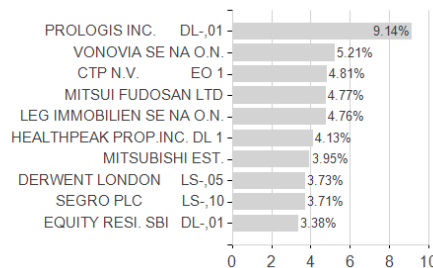 PROLOGIS INC. DL-,01 9.14%
VONOVIA SE NA O.N. 5.21%
CTP N.V. EO 1 4.81%
MITSUI FUDOSAN LTD 4.77%
LEG IMMOBILIEN SE NA O.N. 4.76%
HEALTHPEAK PROP.INC. DL 1 4.13%
MITSUBISHI EST. 3.95%
DERWENT LONDON LS-,05 3.73%
SEGRO PLC LS-,10 3.71%
EQUITY RESI. SBI DL-,01 3.38%
0 2 4 6 8 10